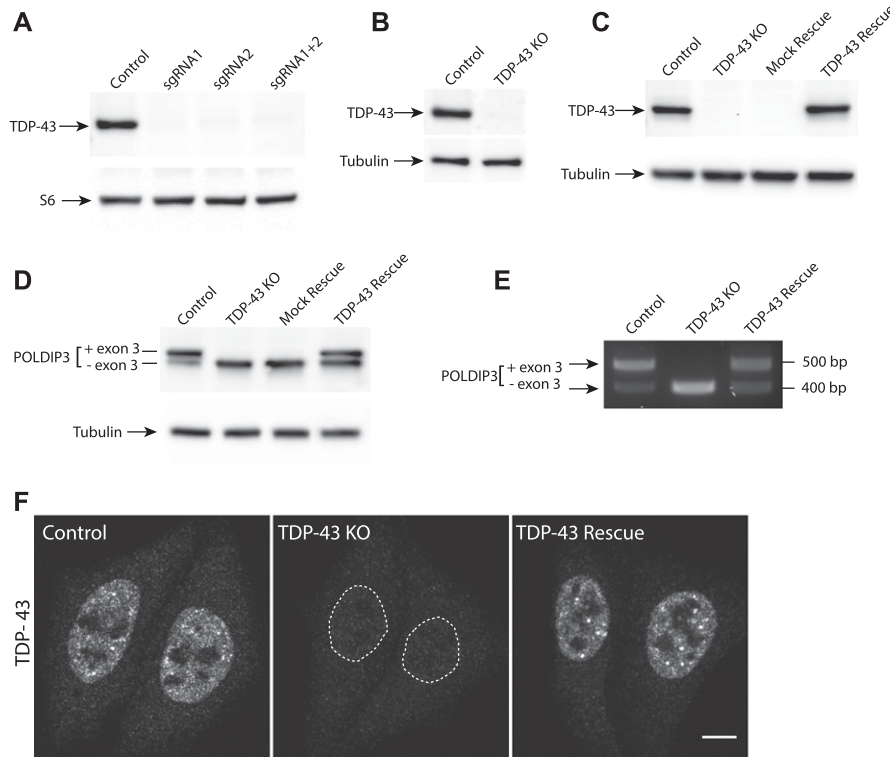 A
Control
sgRNA1
sgRNA2
sgRNA1+2
TDP-43
S6
B
Control
TDP-43 KO
TDP-43
Tubulin
C
Control
TDP-43 KO
Mock Rescue
TDP-43 Rescue
TDP-43
Tubulin
D
Control
TDP-43 KO
Mock Rescue
TDP-43 Rescue
POLDIP3
+ exon 3
- exon 3
Tubulin
E
Control
TDP-43 KO
TDP-43 Rescue
POLDIP3
+ exon 3
- exon 3
500 bp
400 bp
F
TDP-43
Control
TDP-43 KO
TDP-43 Rescue